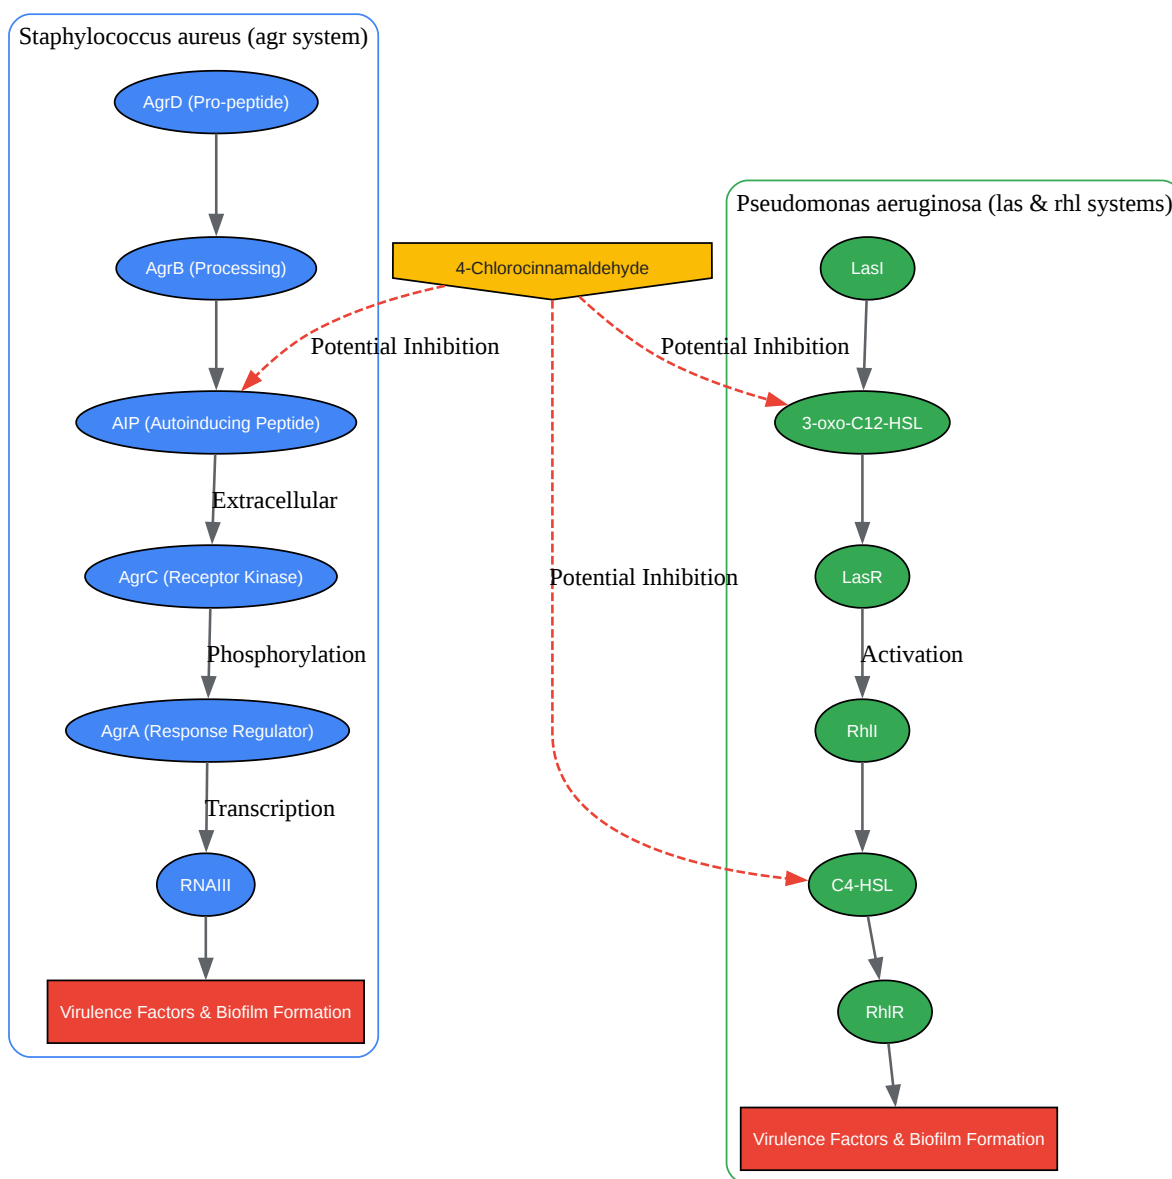 Staphylococcus aureus (agr system)
AgrD (Pro-peptide)
AgrB (Processing)
AIP (Autoinducing Peptide)
Extracellular
AgrC (Receptor Kinase)
Phosphorylation
AgrA (Response Regulator)
Transcription
RNAIII
Virulence Factors & Biofilm Formation
4-Chlorocinnamaldehyde
Potential Inhibition
Potential Inhibition
Potential Inhibition
Pseudomonas aeruginosa (las & rhl systems)
LasI
3-oxo-C12-HSL
LasR
Activation
RhlI
C4-HSL
RhlR
Virulence Factors & Biofilm Formation